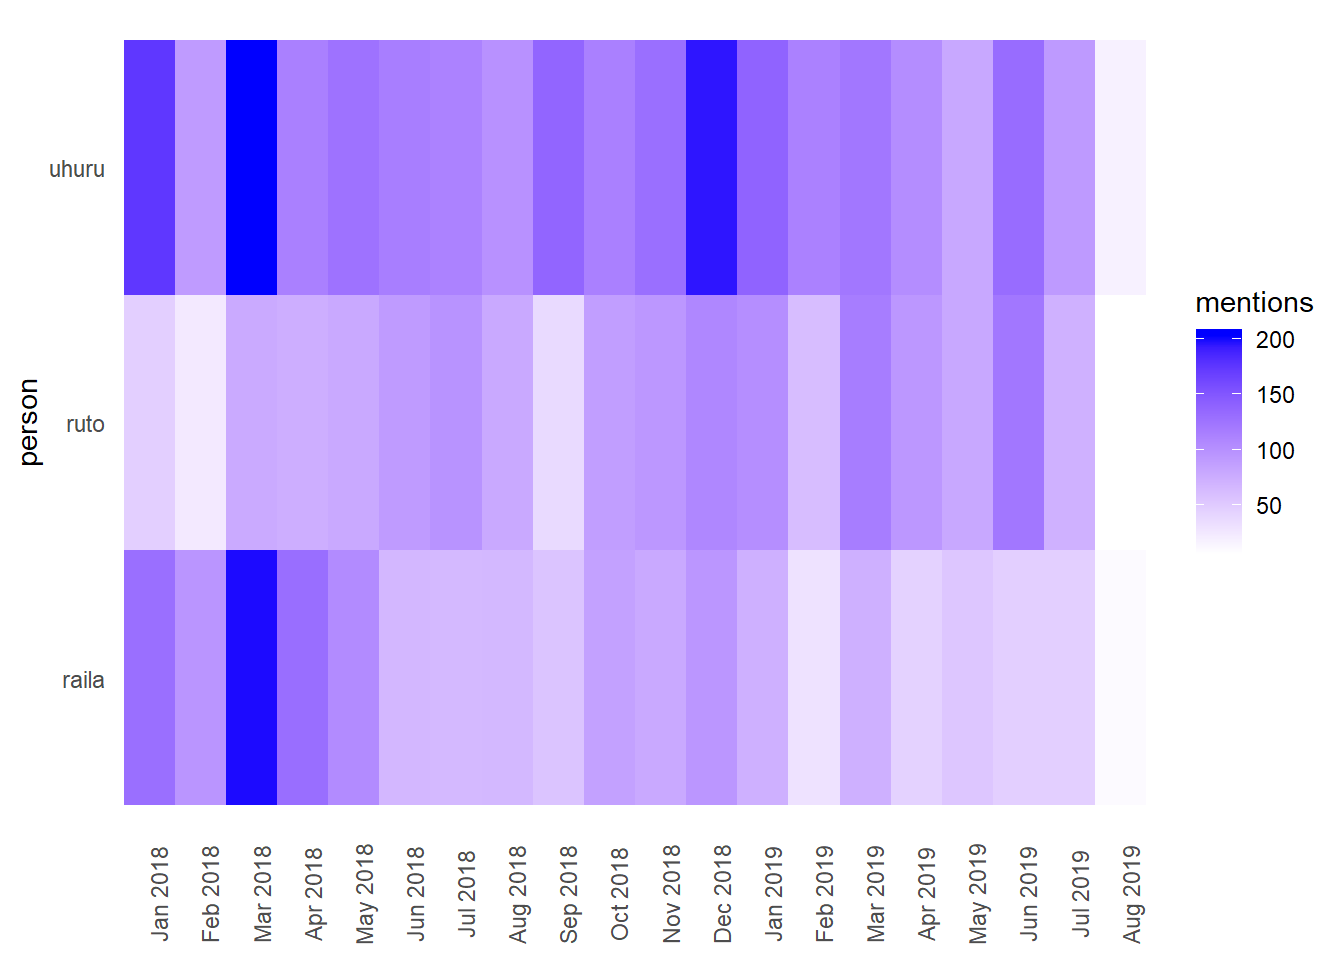 uhuru
ruto
raila
person
mentions
200
150
100
50
Jan 2018
Feb 2018
Mar 2018
Apr 2018
May 2018
Jun 2018
Jul 2018
Aug 2018
Sep 2018
Oct 2018
Nov 2018
Dec 2018
Jan 2019
Feb 2019
Mar 2019
Apr 2019
May 2019
Jun 2019
Jul 2019
Aug 2019